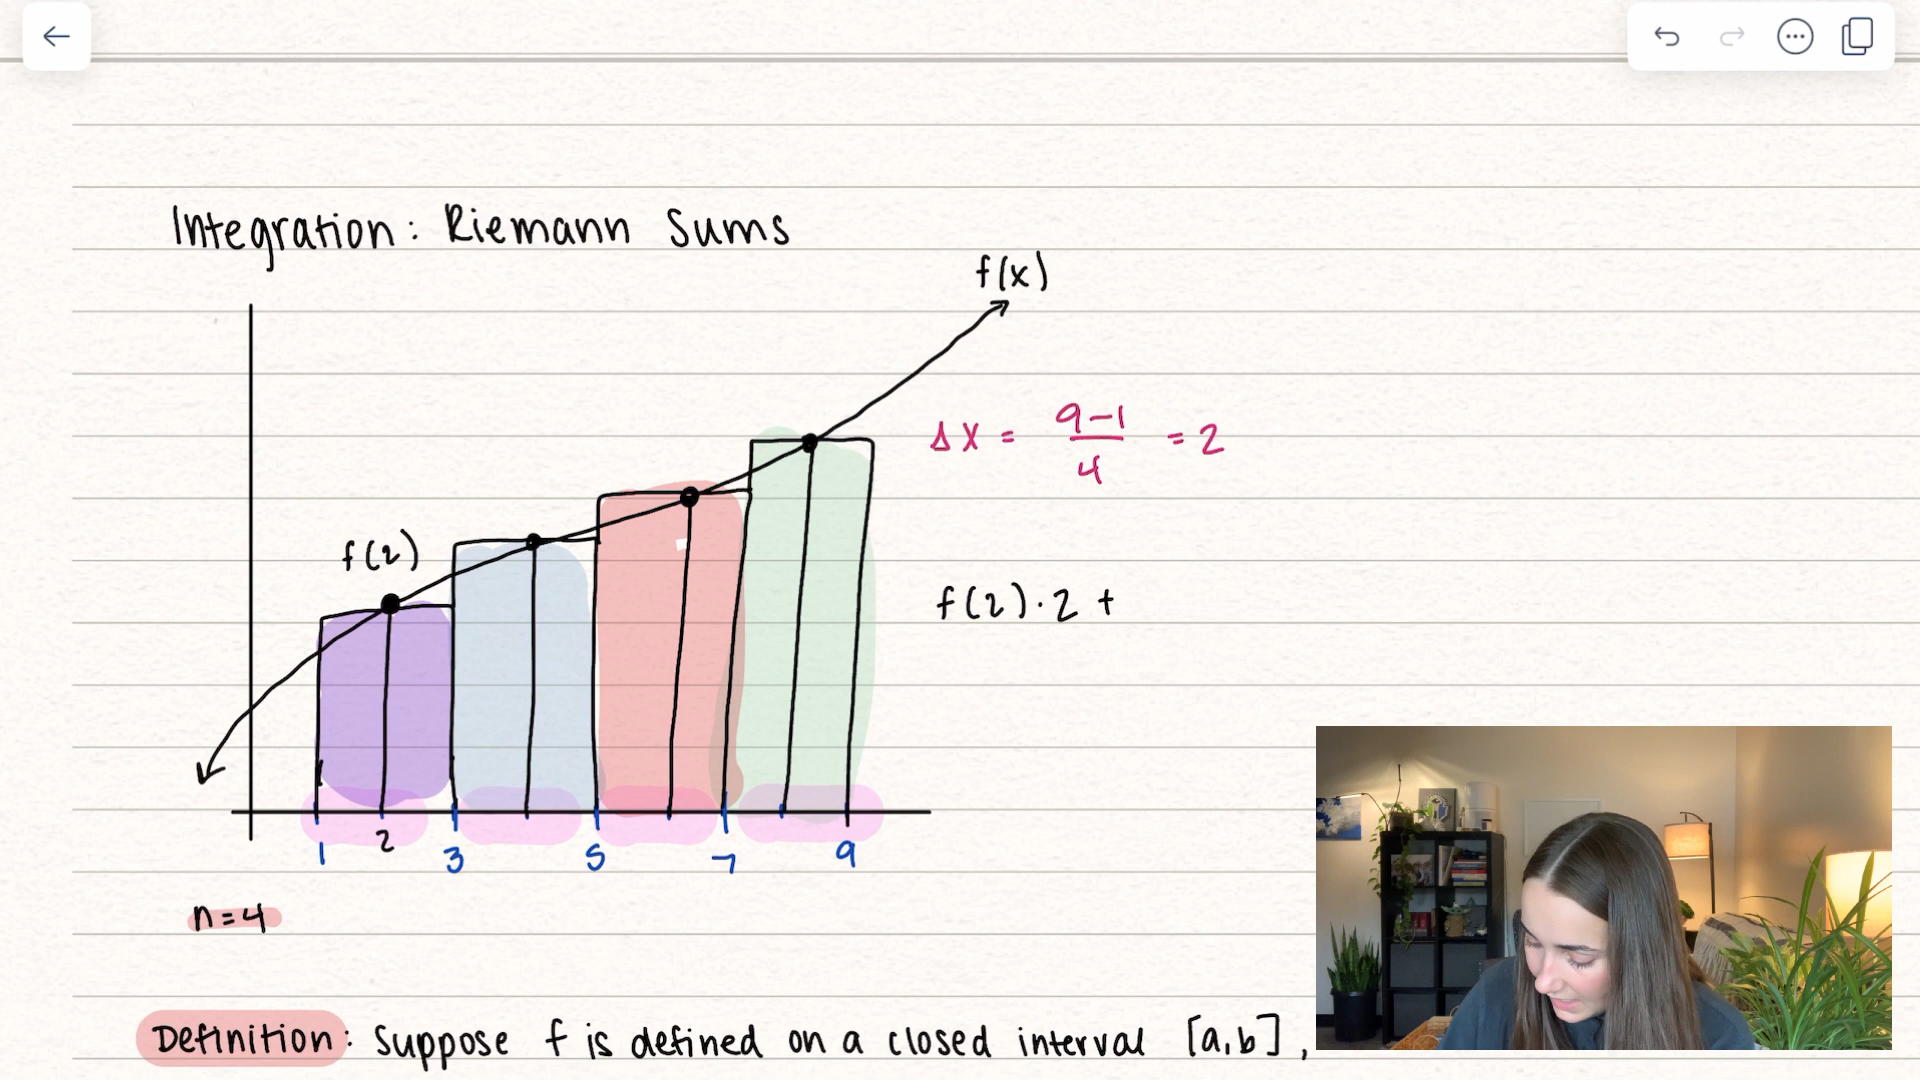 Integration: Riemann Sums
f(x)
Δx = 9-1/4 = 2
f(2)
f(2)·2 +
1 2 3 5 7 9
n=4
Definition: Suppose f is defined on a closed interval [a,b],